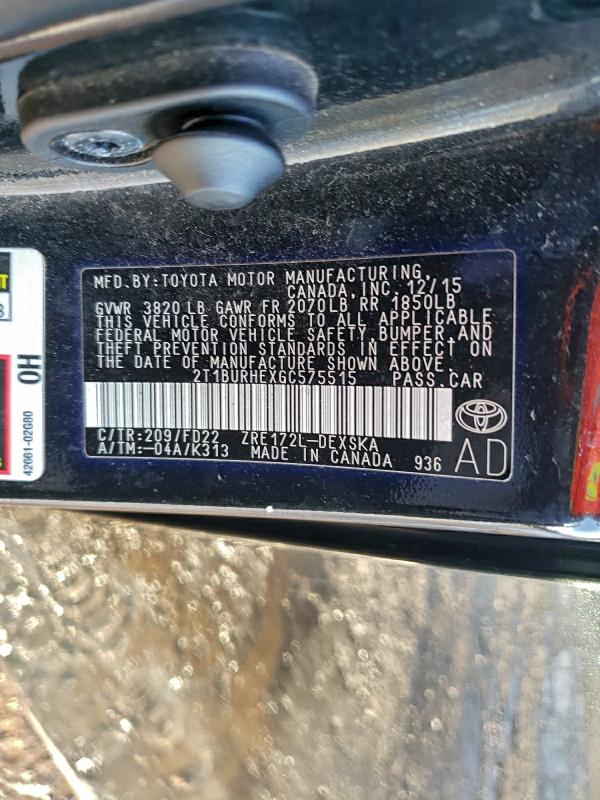 MFD.BY:TOYOTA MOTOR MANUFACTURING,
CANADA,INC. 12/15
GVWR 3820 LB GAWR FR 2070LB RR 1850LB
THIS VEHICLE CONFORMS TO ALL APPLICABLE
FEDERAL MOTOR VEHICLE SAFETY,BUMPER,AND
THEFT PREVENTION STANDARDS IN EFFECT ON
THE DATE OF MANUFACTURE SHOWN ABOVE.
2T1BURHEXGC575515 PASS.CAR
C/TR:209/FD22 ZRE172L-DEXSKA
A/TM:-04A/K313 MADE IN CANADA 936
AD
OH
42661-02G80